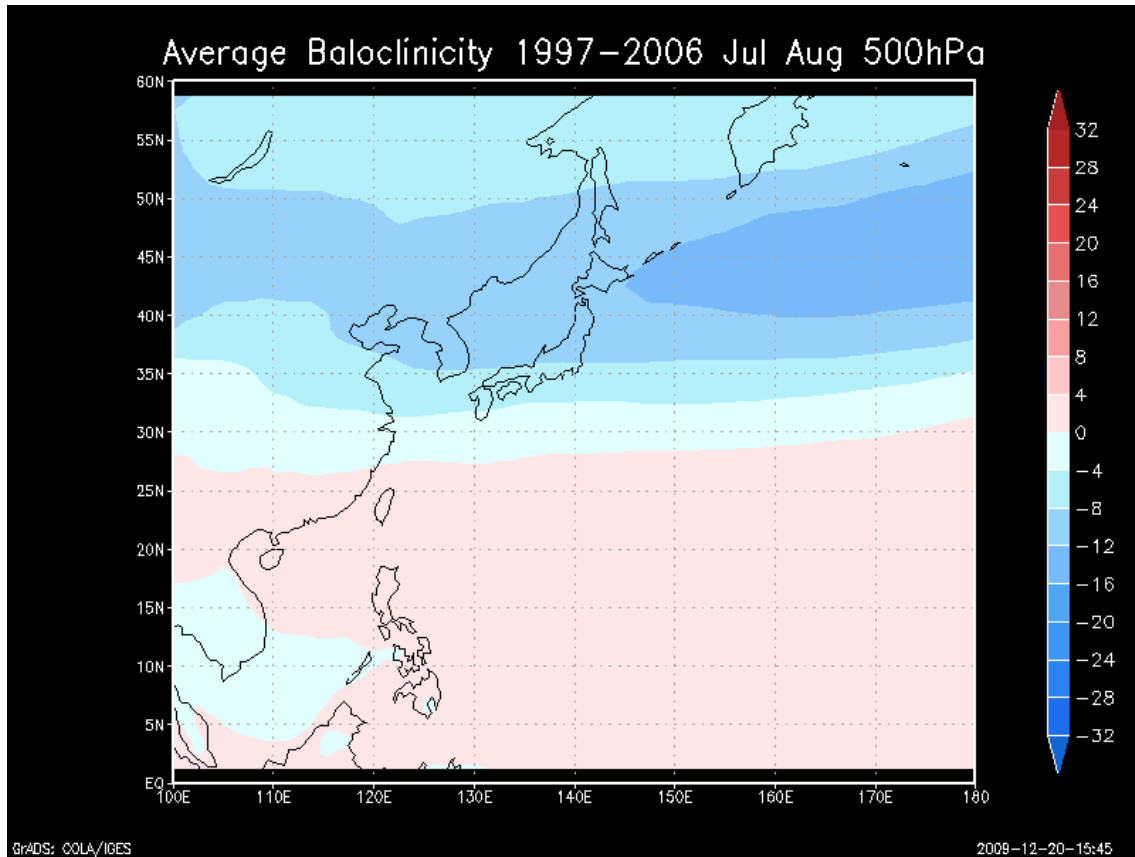 Average Baloclinicity 1997-2006 Jul Aug 500hPa
60N
55N
50N
45N
40N
35N
30N
25N
20N
15N
10N
5N
EQ
100E 110E 120E 130E 140E 150E 160E 170E 180
32
28
24
20
16
12
8
4
0
-4
-8
-12
-16
-20
-24
-28
-32
GrADS: COLA/IGES 2009-12-20-15:45